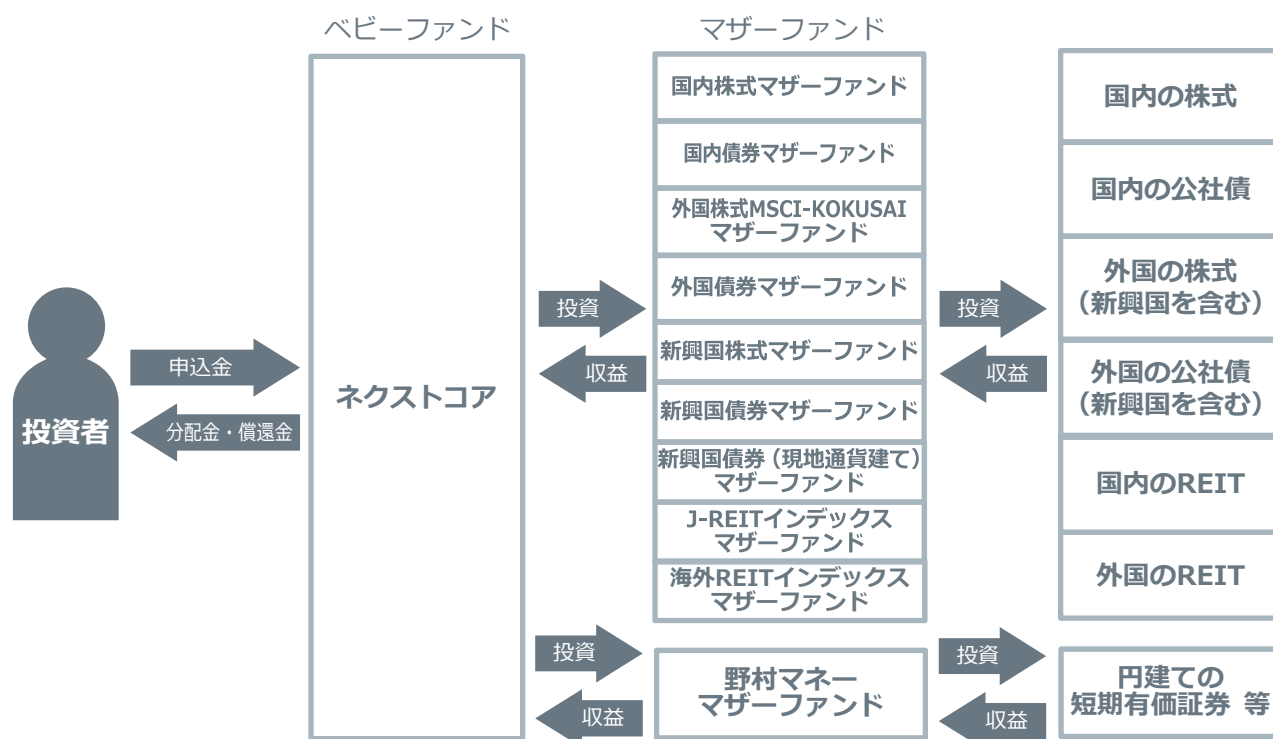 ベビーファンド
マザーファンド
国内株式マザーファンド
国内債券マザーファンド
外国株式MSCI-KOKUSAI
マザーファンド
外国債券マザーファンド
新興国株式マザーファンド
新興国債券マザーファンド
新興国債券（現地通貨建て）
マザーファンド
J-REITインデックス
マザーファンド
海外REITインデックス
マザーファンド
野村マネー
マザーファンド
国内の株式
国内の公社債
外国の株式
（新興国を含む）
外国の公社債
（新興国を含む）
国内のREIT
外国のREIT
円建ての
短期有価証券 等
投資者
申込金
分配金・償還金
ネクストコア
投資
収益
投資
収益
投資
収益
投資
収益